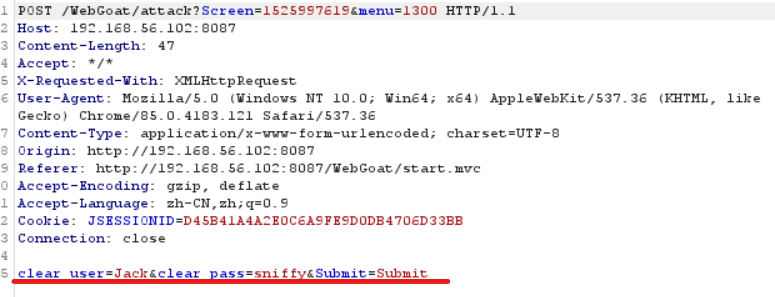 1 POST /WebGoat/attack?Screen=1525997619&menu=1300 HTTP/1.1
2 Host: 192.168.56.102:8087
3 Content-Length: 47
4 Accept: */*
5 X-Requested-With: XMLHttpRequest
6 User-Agent: Mozilla/5.0 (Windows NT 10.0; Win64; x64) AppleWebKit/537.36 (KHTML, like
Gecko) Chrome/85.0.4183.121 Safari/537.36
7 Content-Type: application/x-www-form-urlencoded; charset=UTF-8
8 Origin: http://192.168.56.102:8087
9 Referer: http://192.168.56.102:8087/WebGoat/start.mvc
0 Accept-Encoding: gzip, deflate
1 Accept-Language: zh-CN,zh;q=0.9
2 Cookie: JSESSIONID=D45B41A4A2E0C6A9FE9D0DB4706D33BB
3 Connection: close
4
5 clear_user=Jack&clear_pass=sniffy&Submit=Submit